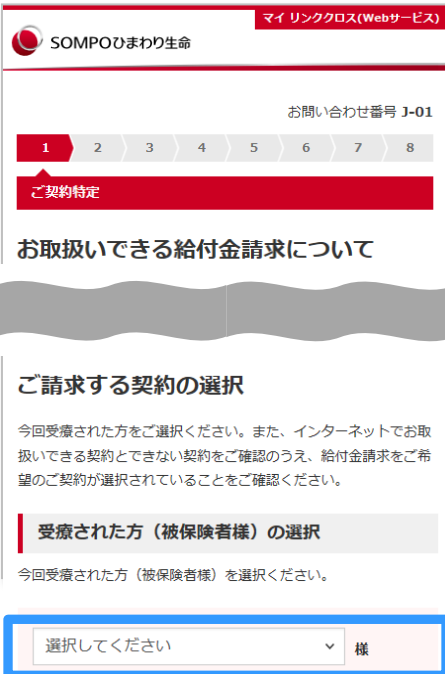 マイ リンククロス(Webサービス)
SOMPOひまわり生命
お問い合わせ番号 J-01
1 2 3 4 5 6 7 8
ご契約特定
お取扱いできる給付金請求について
ご請求する契約の選択
今回受療された方をご選択ください。また、インターネットでお取
扱いできる契約とできない契約をご確認のうえ、給付金請求をご希
望のご契約が選択されていることをご確認ください。
受療された方（被保険者様）の選択
今回受療された方（被保険者様）を選択ください。
選択してください 様